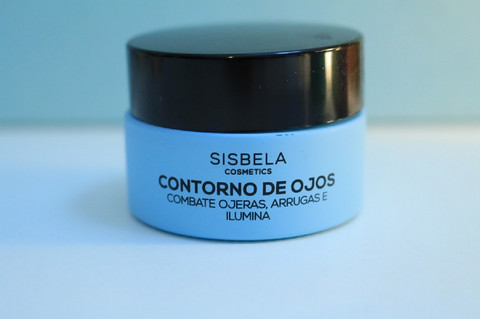 SISBELA
COSMETICS
CONTORNO DE OJOS
COMBATE OJERAS, ARRUGAS E
ILUMINA